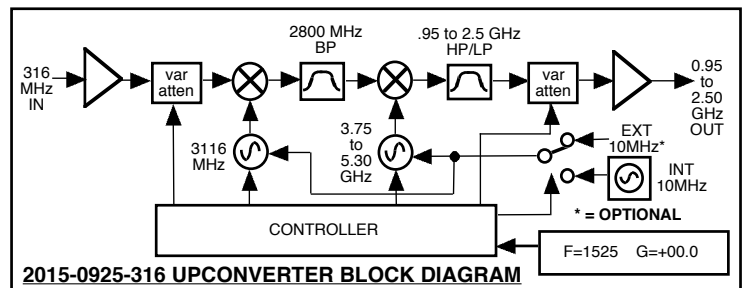 2800 MHz
BP
.95 to 2.5 GHz
HP/LP
316
MHz
IN
var
atten
var
atten
0.95
to
2.50
GHz
OUT
3116
MHz
3.75
to
5.30
GHz
EXT
10MHz*
INT
10MHz
* = OPTIONAL
CONTROLLER
F=1525 G=+00.0
2015-0925-316 UPCONVERTER BLOCK DIAGRAM